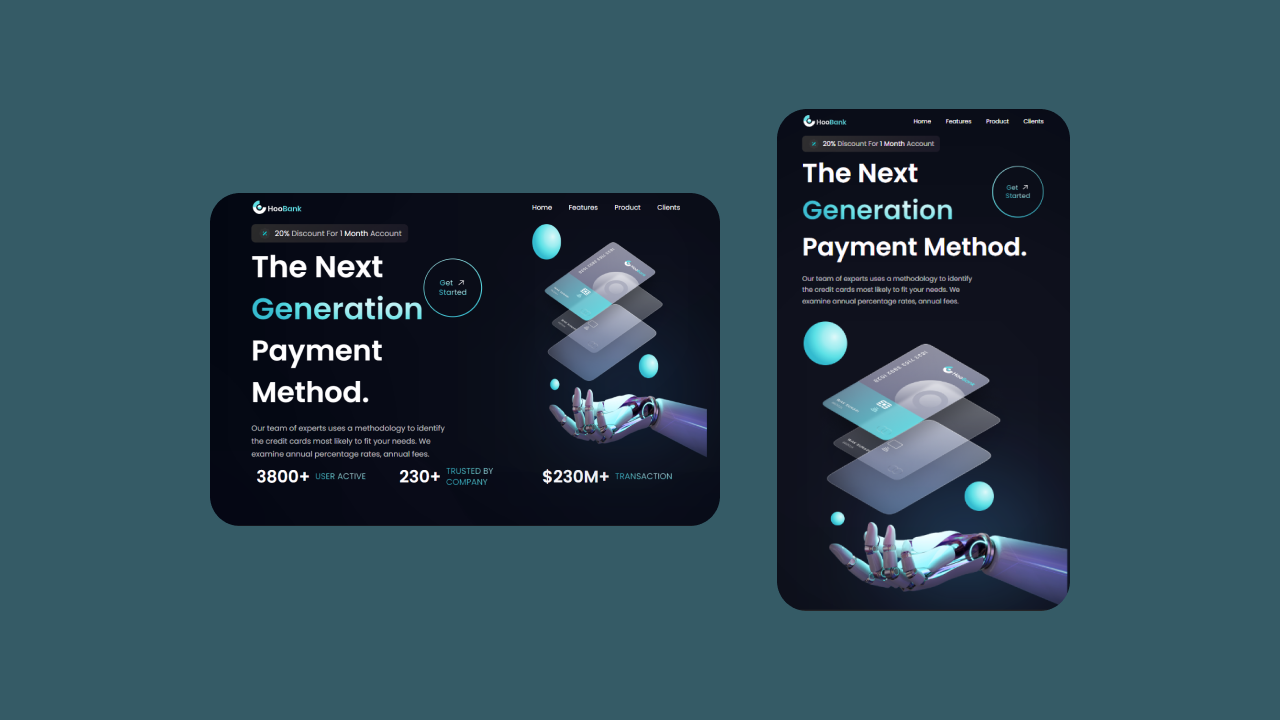 HooBank
Home Features Product Clients
20% Discount For 1 Month Account
The Next
Generation
Payment
Method.
Get
Started
Our team of experts uses a methodology to identify
the credit cards most likely to fit your needs. We
examine annual percentage rates, annual fees.
3800+ USER ACTIVE
230+ TRUSTED BY
COMPANY
$230M+ TRANSACTION
HooBank
HooBank
Home Features Product Clients
20% Discount For 1 Month Account
The Next
Generation
Payment Method.
Get
Started
Our team of experts uses a methodology to identify
the credit cards most likely to fit your needs. We
examine annual percentage rates, annual fees.
HooBank